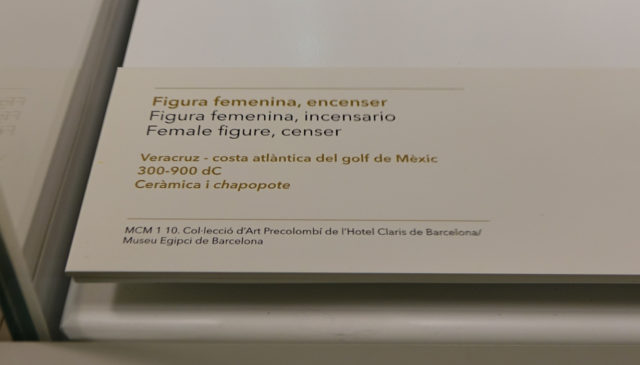 Figura femenina, encenser
Figura femenina, incensario
Female figure, censer
Veracruz - costa atlàntica del golf de Mèxic
300-900 dC
Ceràmica i chapopote
MCM 1 10. Col·lecció d'Art Precolombí de l'Hotel Claris de Barcelona/
Museu Egipci de Barcelona